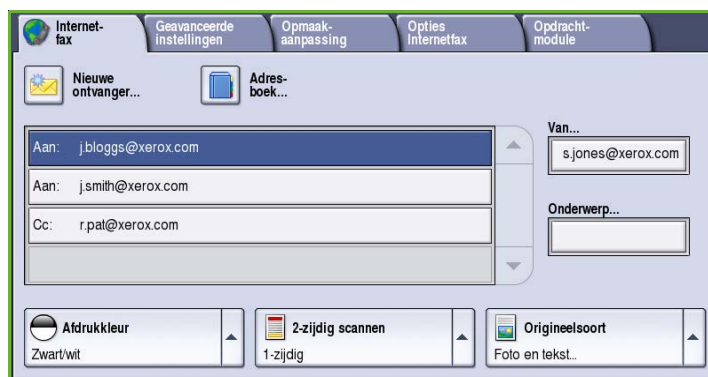 Internet-
fax
Geavanceerde
instellingen
Opmaak-
aanpassing
Opties
Internetfax
Opdracht-
module
Nieuwe
ontvanger...
Adres-
boek...
Aan: j.bloggs@xerox.com
Aan: j.smith@xerox.com
Cc: r.pat@xerox.com
Van...
s.jones@xerox.com
Onderwerp...
Afdrukkleur
Zwart/wit
2-zijdig scannen
1-zijdig
Origineelsoort
Foto en tekst...